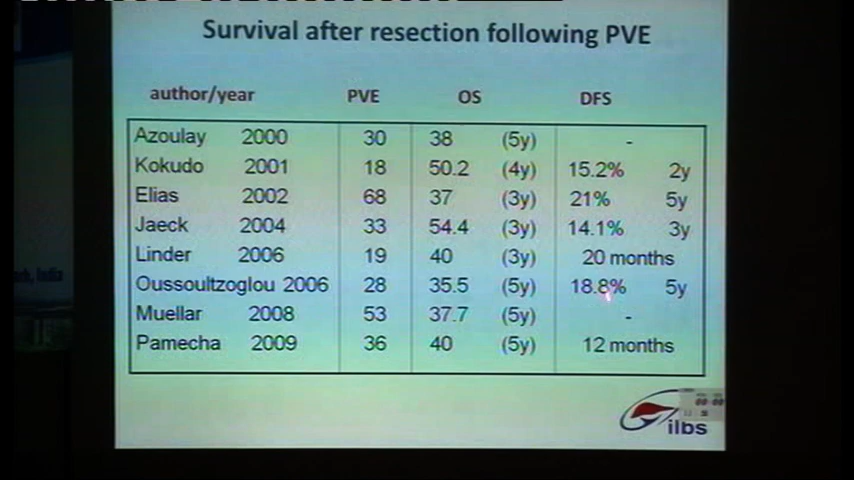 Survival after resection following PVE
author/year PVE OS DFS
Azoulay 2000 30 38 (5y) -
Kokudo 2001 18 50.2 (4y) 15.2% 2y
Elias 2002 68 37 (3y) 21% 5y
Jaeck 2004 33 54.4 (3y) 14.1% 3y
Linder 2006 19 40 (3y) 20 months
Oussoultzoglou 2006 28 35.5 (5y) 18.8% 5y
Muellar 2008 53 37.7 (5y) -
Pamecha 2009 36 40 (5y) 12 months
India
ilbs